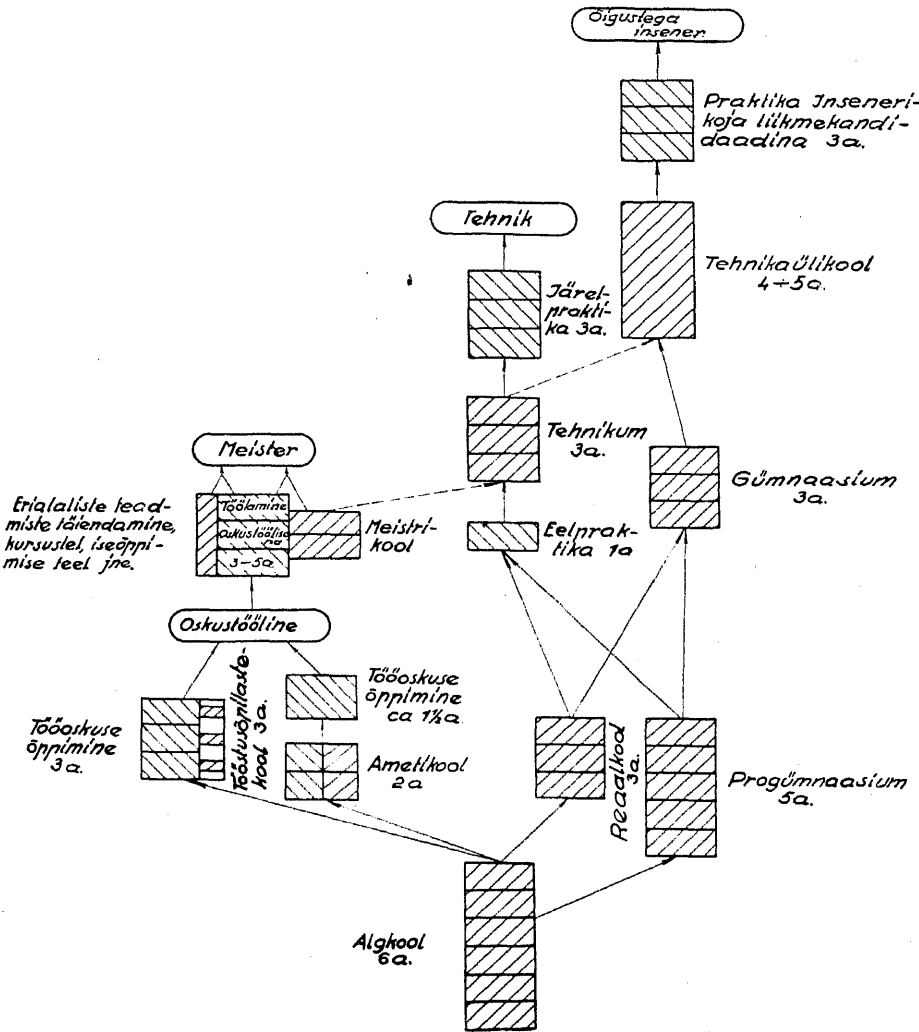 Õigustega
insener.
Praktika Inseneri-
koja liikmekandi-
daadina 3a.
Tehnik
Tehnikaülikool
4÷5a.
Järel-
prakti-
ka 3a.
Tehnikum
3a.
Meister
Gümnaasium
3a.
Erialaliste tead-
miste täiendamine,
kursustel, iseõppi-
mise teel jne.
Töötamine
Oskustöölise
na
3-5a
Meistri-
kool
Eelprak-
tika 1a
Oskustööline
Tööoskuse
õppimine
3a.
Tööstusõpilaste-
kool 3a.
Tööoskuse
õppimine
ca 1½a.
Ametikool
2a
Reaalkool
3a.
Progümnaasium
5a.
Algkool
6a.